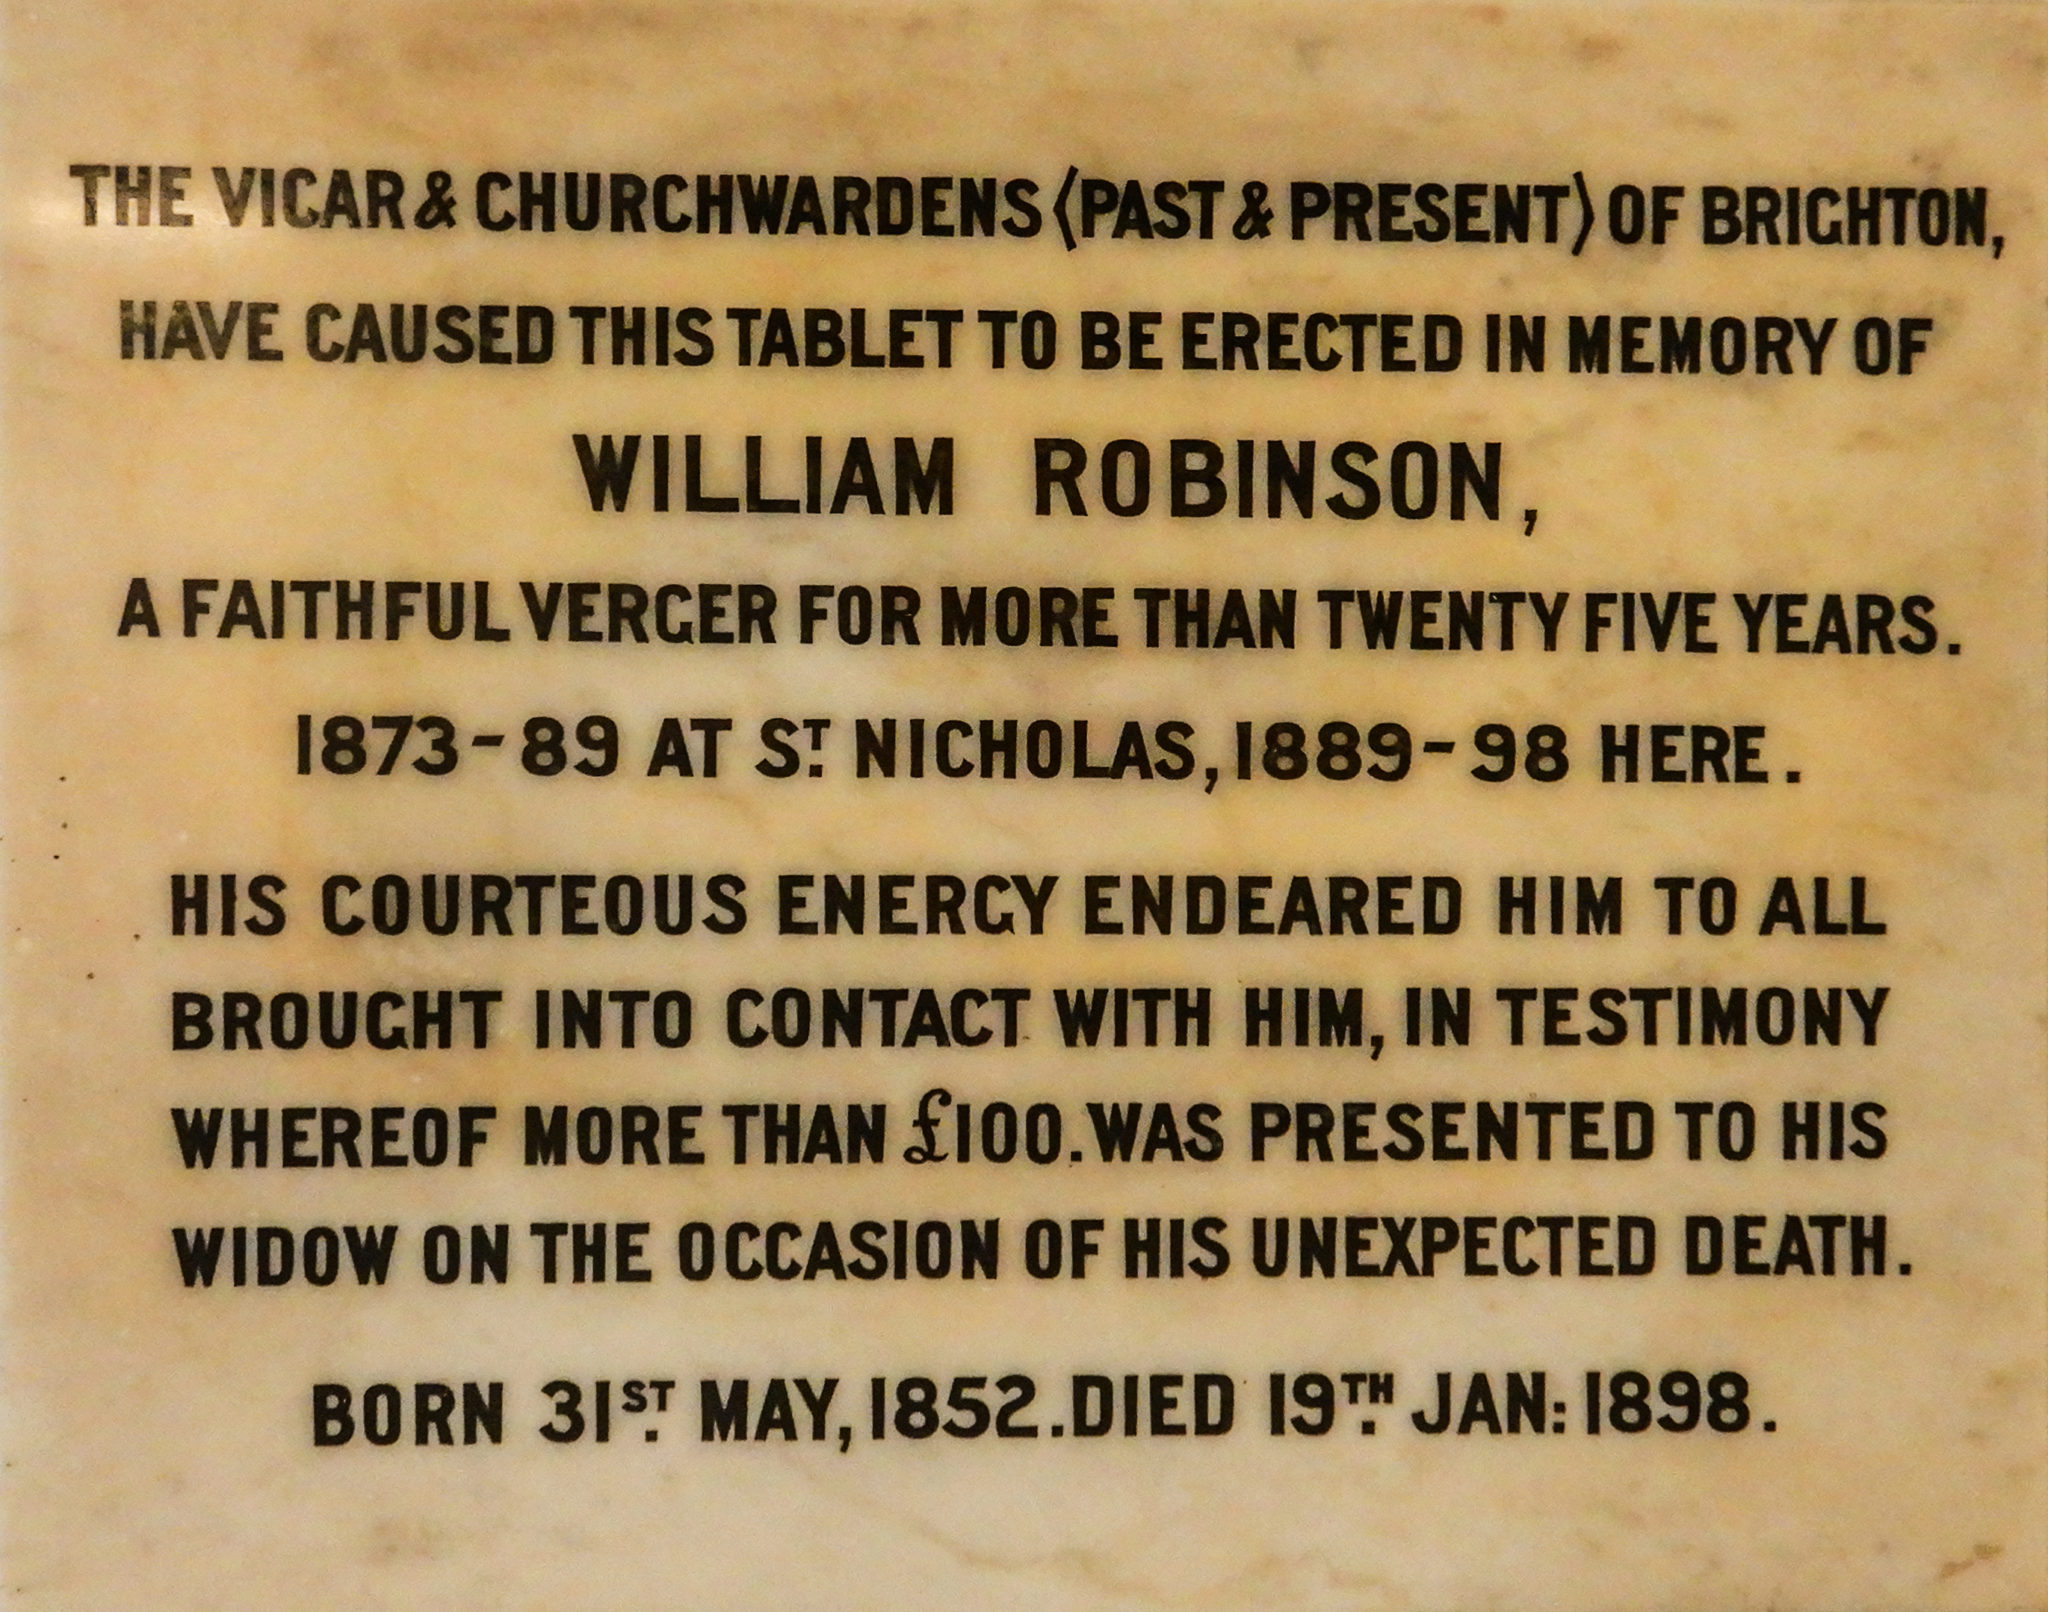 THE VICAR & CHURCHWARDENS (PAST & PRESENT) OF BRIGHTON,
HAVE CAUSED THIS TABLET TO BE ERECTED IN MEMORY OF
WILLIAM ROBINSON,
A FAITHFUL VERGER FOR MORE THAN TWENTY FIVE YEARS.
1873-89 AT ST. NICHOLAS, 1889-98 HERE.
HIS COURTEOUS ENERGY ENDEARED HIM TO ALL
BROUGHT INTO CONTACT WITH HIM, IN TESTIMONY
WHEREOF MORE THAN £100. WAS PRESENTED TO HIS
WIDOW ON THE OCCASION OF HIS UNEXPECTED DEATH.
BORN 31ST. MAY, 1852. DIED 19TH. JAN: 1898.